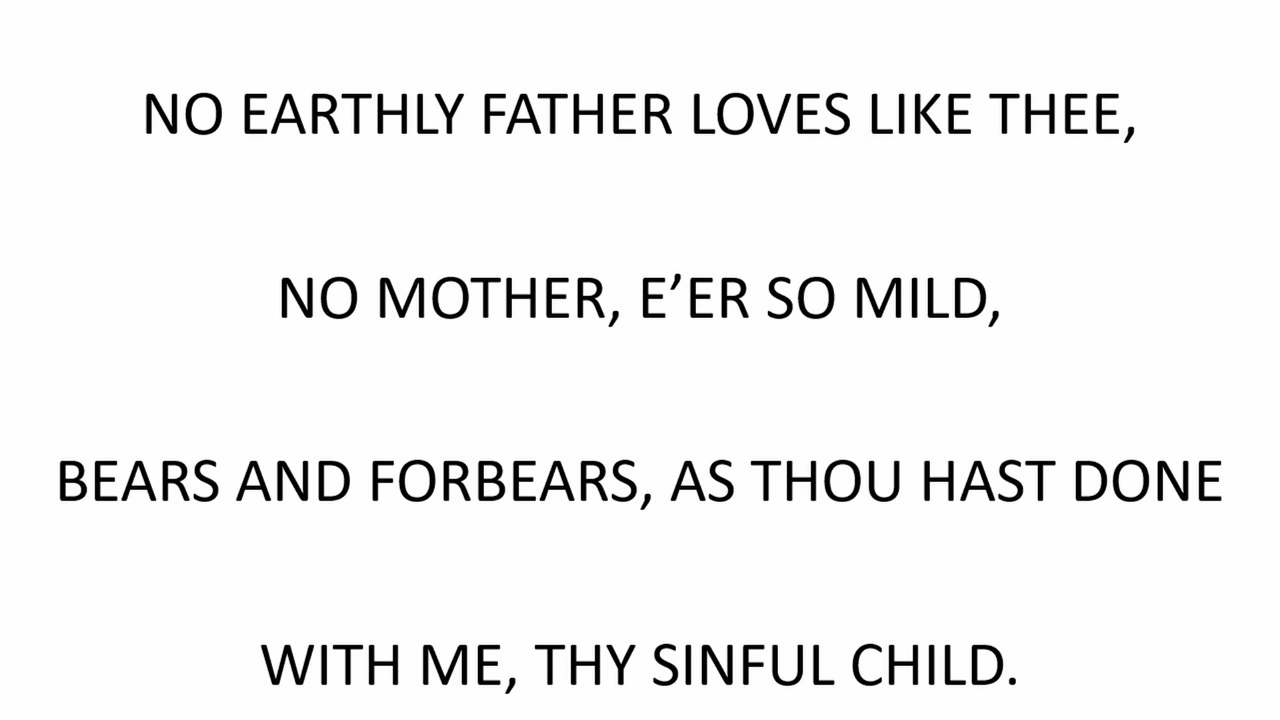 NO EARTHLY FATHER LOVES LIKE THEE,
NO MOTHER, E’ER SO MILD,
BEARS AND FORBEARS, AS THOU HAST DONE
WITH ME, THY SINFUL CHILD.